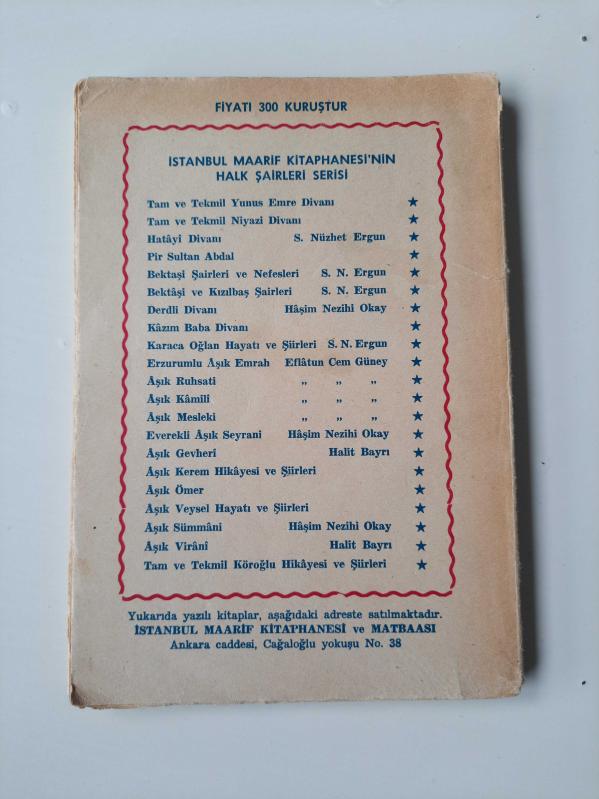 FİYATI 300 KURUŞTUR
İSTANBUL MAARİF KİTAPHANESİ'NİN
HALK ŞAİRLERİ SERİSİ
Tam ve Tekmil Yunus Emre Divanı ★
Tam ve Tekmil Niyazi Divanı ★
Hatâyi Divanı S. Nüzhet Ergun ★
Pir Sultan Abdal ★
Bektaşi Şairleri ve Nefesleri S. N. Ergun ★
Bektâşi ve Kızılbaş Şairleri S. N. Ergun ★
Derdli Divanı Hâşim Nezihi Okay ★
Kâzım Baba Divanı ★
Karaca Oğlan Hayatı ve Şiirleri S. N. Ergun ★
Erzurumlu Âşık Emrah Eflâtun Cem Güney ★
Âşık Ruhsati „ „ „ ★
Âşık Kâmili „ „ „ ★
Âşık Mesleki „ „ „ ★
Everekli Âşık Seyrani Hâşim Nezihi Okay ★
Âşık Gevherî Halit Bayrı ★
Âşık Kerem Hikâyesi ve Şiirleri ★
Âşık Ömer ★
Âşık Veysel Hayatı ve Şiirleri ★
Âşık Sümmâni Hâşim Nezihi Okay ★
Âşık Virânî Halit Bayrı ★
Tam ve Tekmil Köroğlu Hikâyesi ve Şiirleri ★
Yukarıda yazılı kitaplar, aşağıdaki adreste satılmaktadır.
İSTANBUL MAARİF KİTAPHANESİ ve MATBAASI
Ankara caddesi, Cağaloğlu yokuşu No. 38